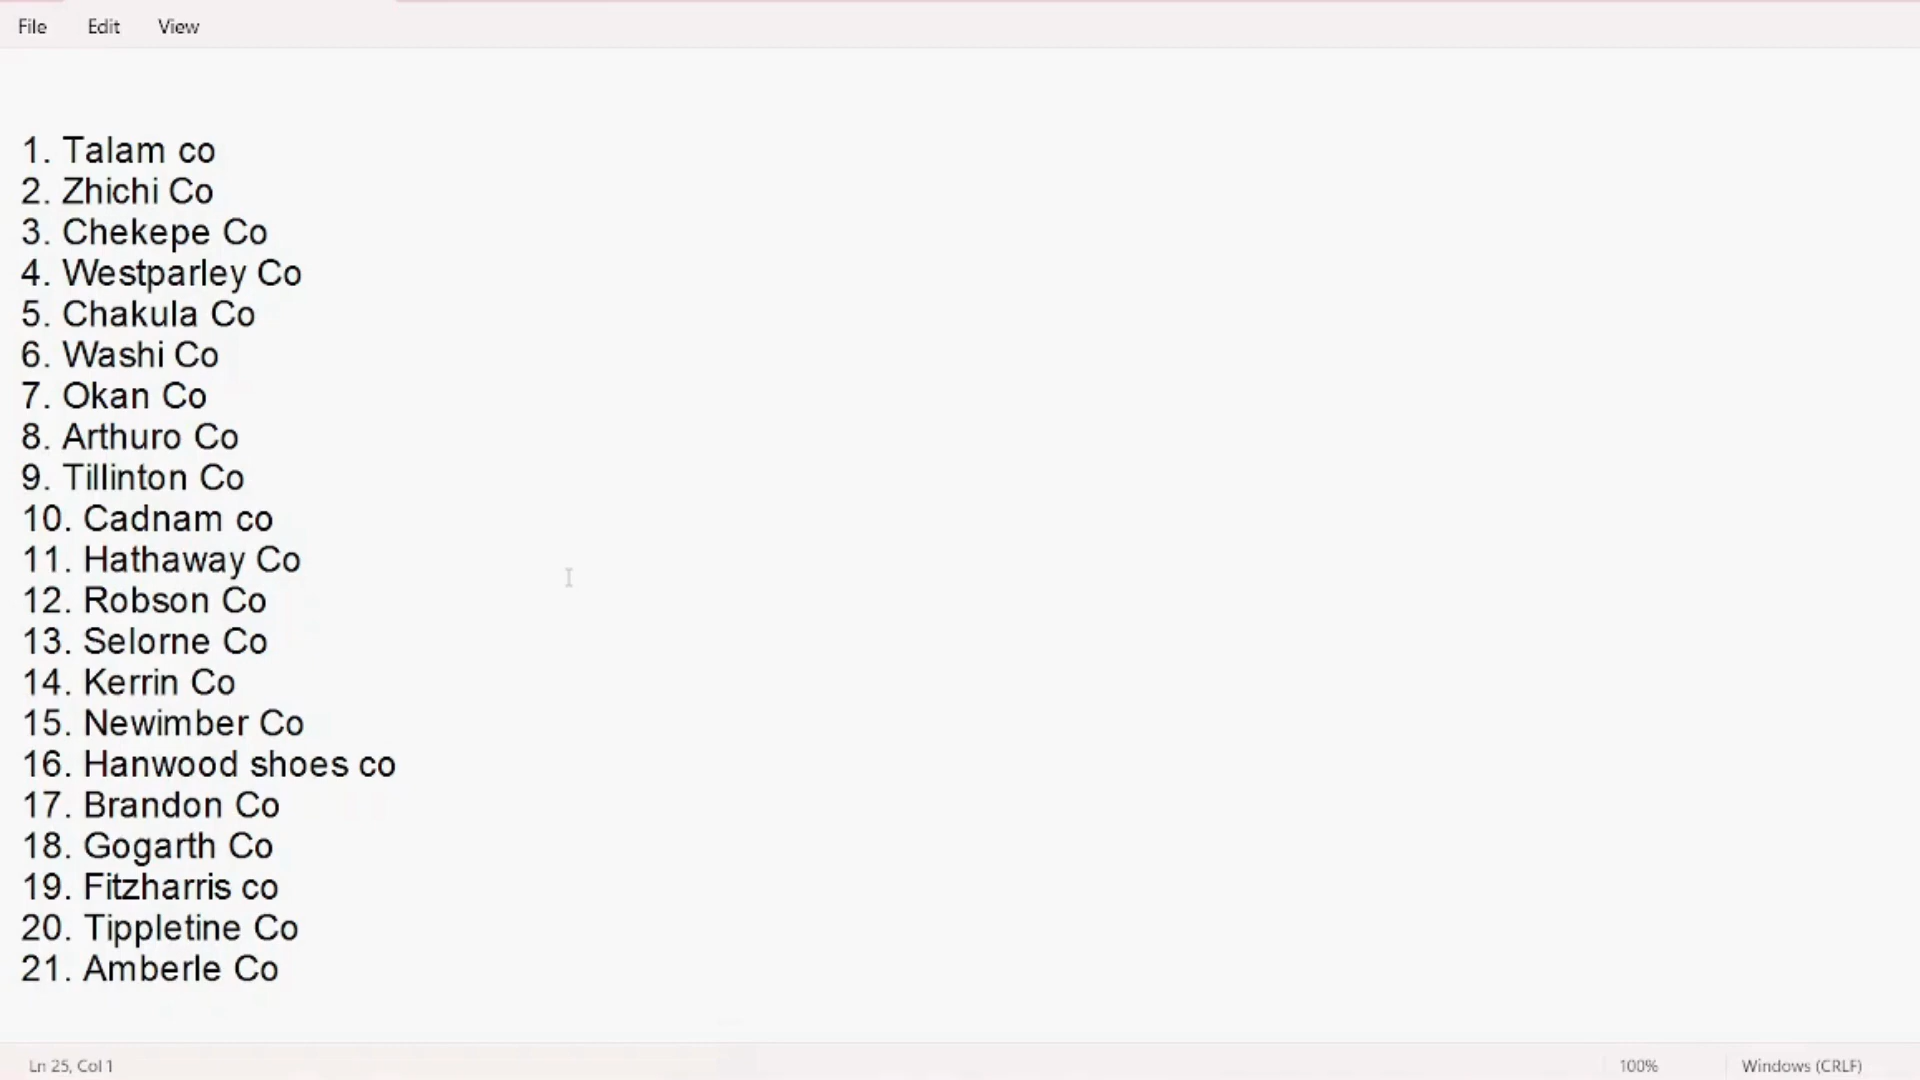 File Edit View
1. Talam co
2. Zhichi Co
3. Chekepe Co
4. Westparley Co
5. Chakula Co
6. Washi Co
7. Okan Co
8. Arthuro Co
9. Tillinton Co
10. Cadnam co
11. Hathaway Co
12. Robson Co
13. Selorne Co
14. Kerrin Co
15. Newimber Co
16. Hanwood shoes co
17. Brandon Co
18. Gogarth Co
19. Fitzharris co
20. Tippletine Co
21. Amberle Co
Ln 25, Col 1 100% Windows (CRLF)